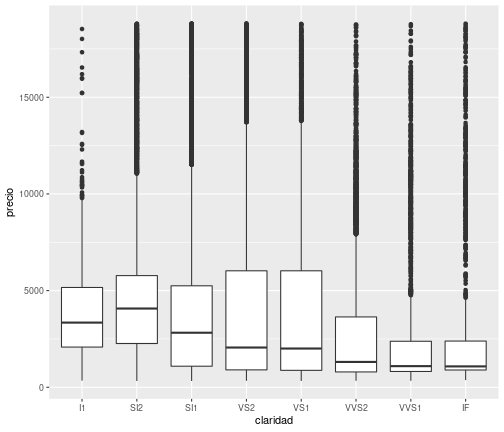 precio
15000
10000
5000
0
I1 SI2 SI1 VS2 VS1 VVS2 VVS1 IF
claridad